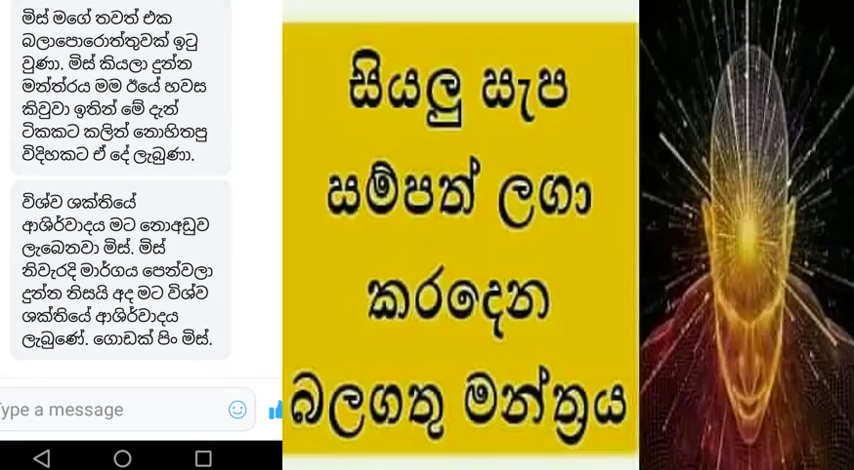 මිස් මගේ තවත් එක
බලාපොරොත්තුවක් ඉටු
වුණා. මිස් කියලා දුන්න
මන්ත්රය මම ඊයේ හවස
කිවුවා ඉතින් මේ දැන්
ටිකකට කලින් නොහිතපු
විදිහකට ඒ දේ ලැබුණා.
විශ්ව ශක්තියේ
ආශිර්වාදය මට නොඅඩුව
ලැබෙනවා මිස්. මිස්
නිවැරදි මාර්ගය පෙන්වලා
දුන්න නිසයි අද මට විශ්ව
ශක්තියේ ආශිර්වාදය
ලැබුණේ. ගොඩක් පිං මිස්.
ype a message
සියලු සැප
සම්පත් ලගා
කරදෙන
බලගතු මන්ත්‍රය